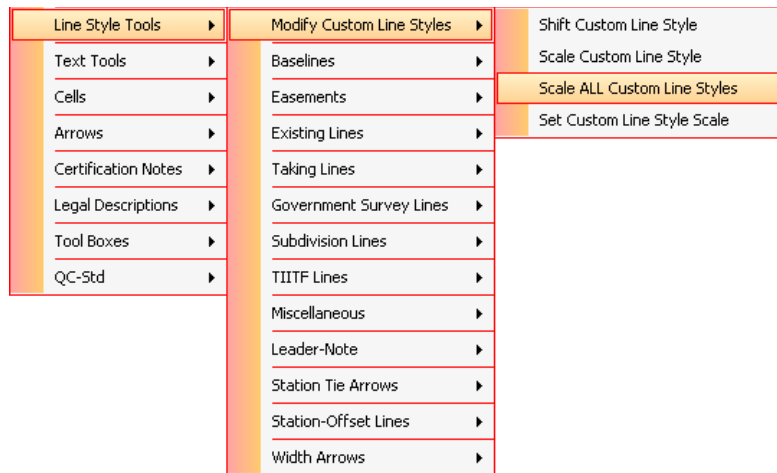 Line Style Tools
Text Tools
Cells
Arrows
Certification Notes
Legal Descriptions
Tool Boxes
QC-Std
Modify Custom Line Styles
Baselines
Easements
Existing Lines
Taking Lines
Government Survey Lines
Subdivision Lines
TIITF Lines
Miscellaneous
Leader-Note
Station Tie Arrows
Station-Offset Lines
Width Arrows
Shift Custom Line Style
Scale Custom Line Style
Scale ALL Custom Line Styles
Set Custom Line Style Scale